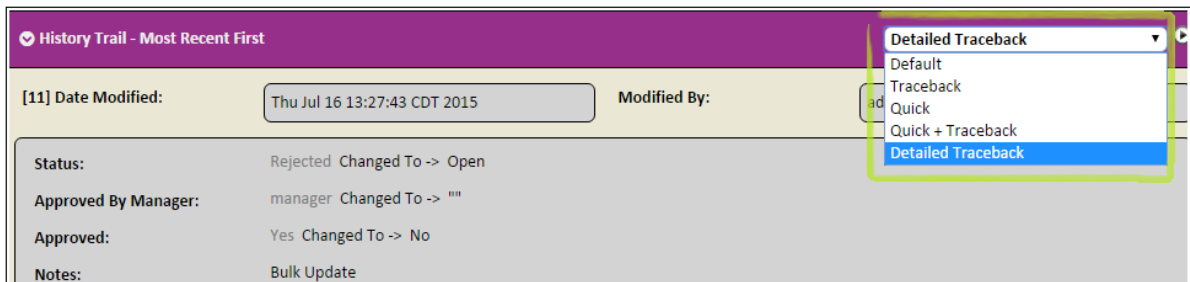 History Trail - Most Recent First
Detailed Traceback
Default
Traceback
Quick
Quick + Traceback
Detailed Traceback
[11] Date Modified: Thu Jul 16 13:27:43 CDT 2015 Modified By:
Status: Rejected Changed To -> Open
Approved By Manager: manager Changed To -> ""
Approved: Yes Changed To -> No
Notes: Bulk Update